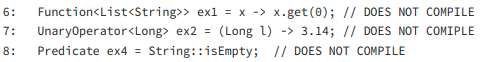 6: Function<List<String>> ex1 = x -> x.get(0); // DOES NOT COMPILE
7: UnaryOperator<Long> ex2 = (Long l) -> 3.14; // DOES NOT COMIPLE
8: Predicate ex4 = String::isEmpty; // DOES NOT COMPILE